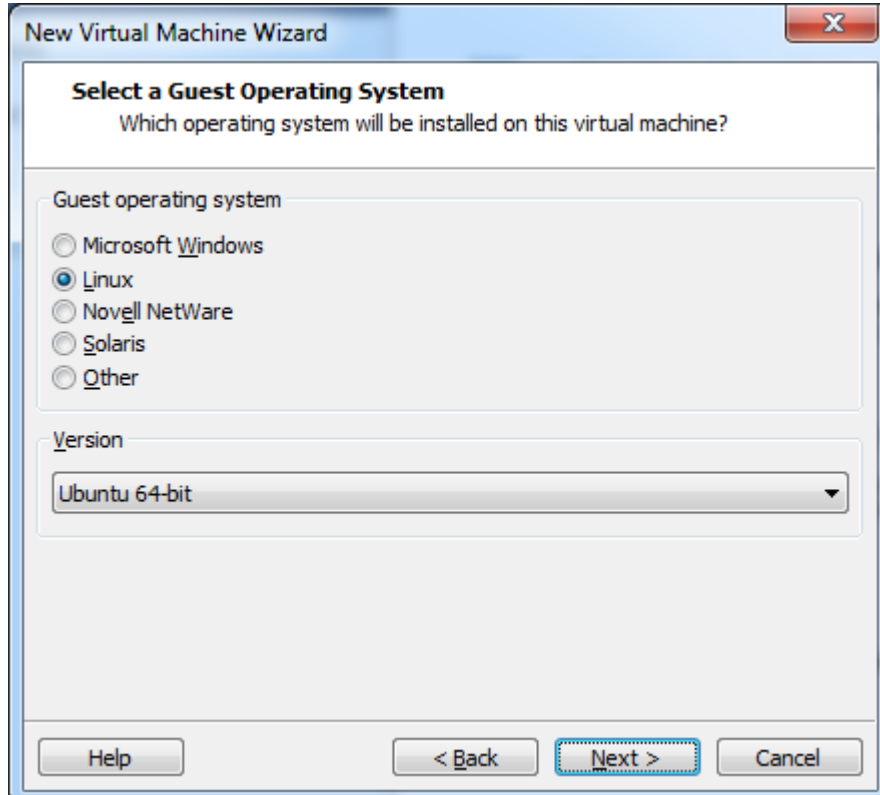 New Virtual Machine Wizard
Select a Guest Operating System
Which operating system will be installed on this virtual machine?
Guest operating system
Microsoft Windows
Linux
Novell NetWare
Solaris
Other
Version
Ubuntu 64-bit
Help < Back Next > Cancel